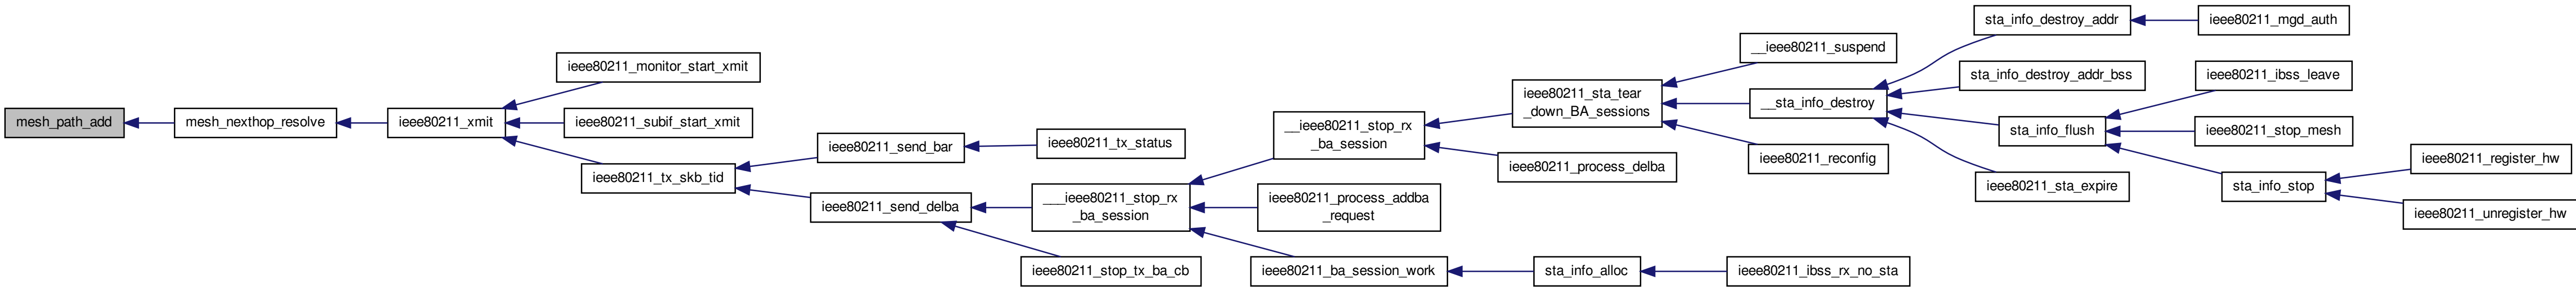 mesh_path_add
mesh_nexthop_resolve
ieee80211_xmit
ieee80211_monitor_start_xmit
ieee80211_subif_start_xmit
ieee80211_tx_skb_tid
ieee80211_send_bar
ieee80211_tx_status
ieee80211_send_delba
___ieee80211_stop_rx
_ba_session
__ieee80211_stop_rx
_ba_session
ieee80211_sta_tear
_down_BA_sessions
__ieee80211_suspend
__sta_info_destroy
sta_info_destroy_addr
ieee80211_mgd_auth
sta_info_destroy_addr_bss
sta_info_flush
ieee80211_ibss_leave
ieee80211_stop_mesh
sta_info_stop
ieee80211_register_hw
ieee80211_unregister_hw
ieee80211_sta_expire
ieee80211_reconfig
ieee80211_process_delba
ieee80211_process_addba
_request
ieee80211_ba_session_work
sta_info_alloc
ieee80211_ibss_rx_no_sta
ieee80211_stop_tx_ba_cb